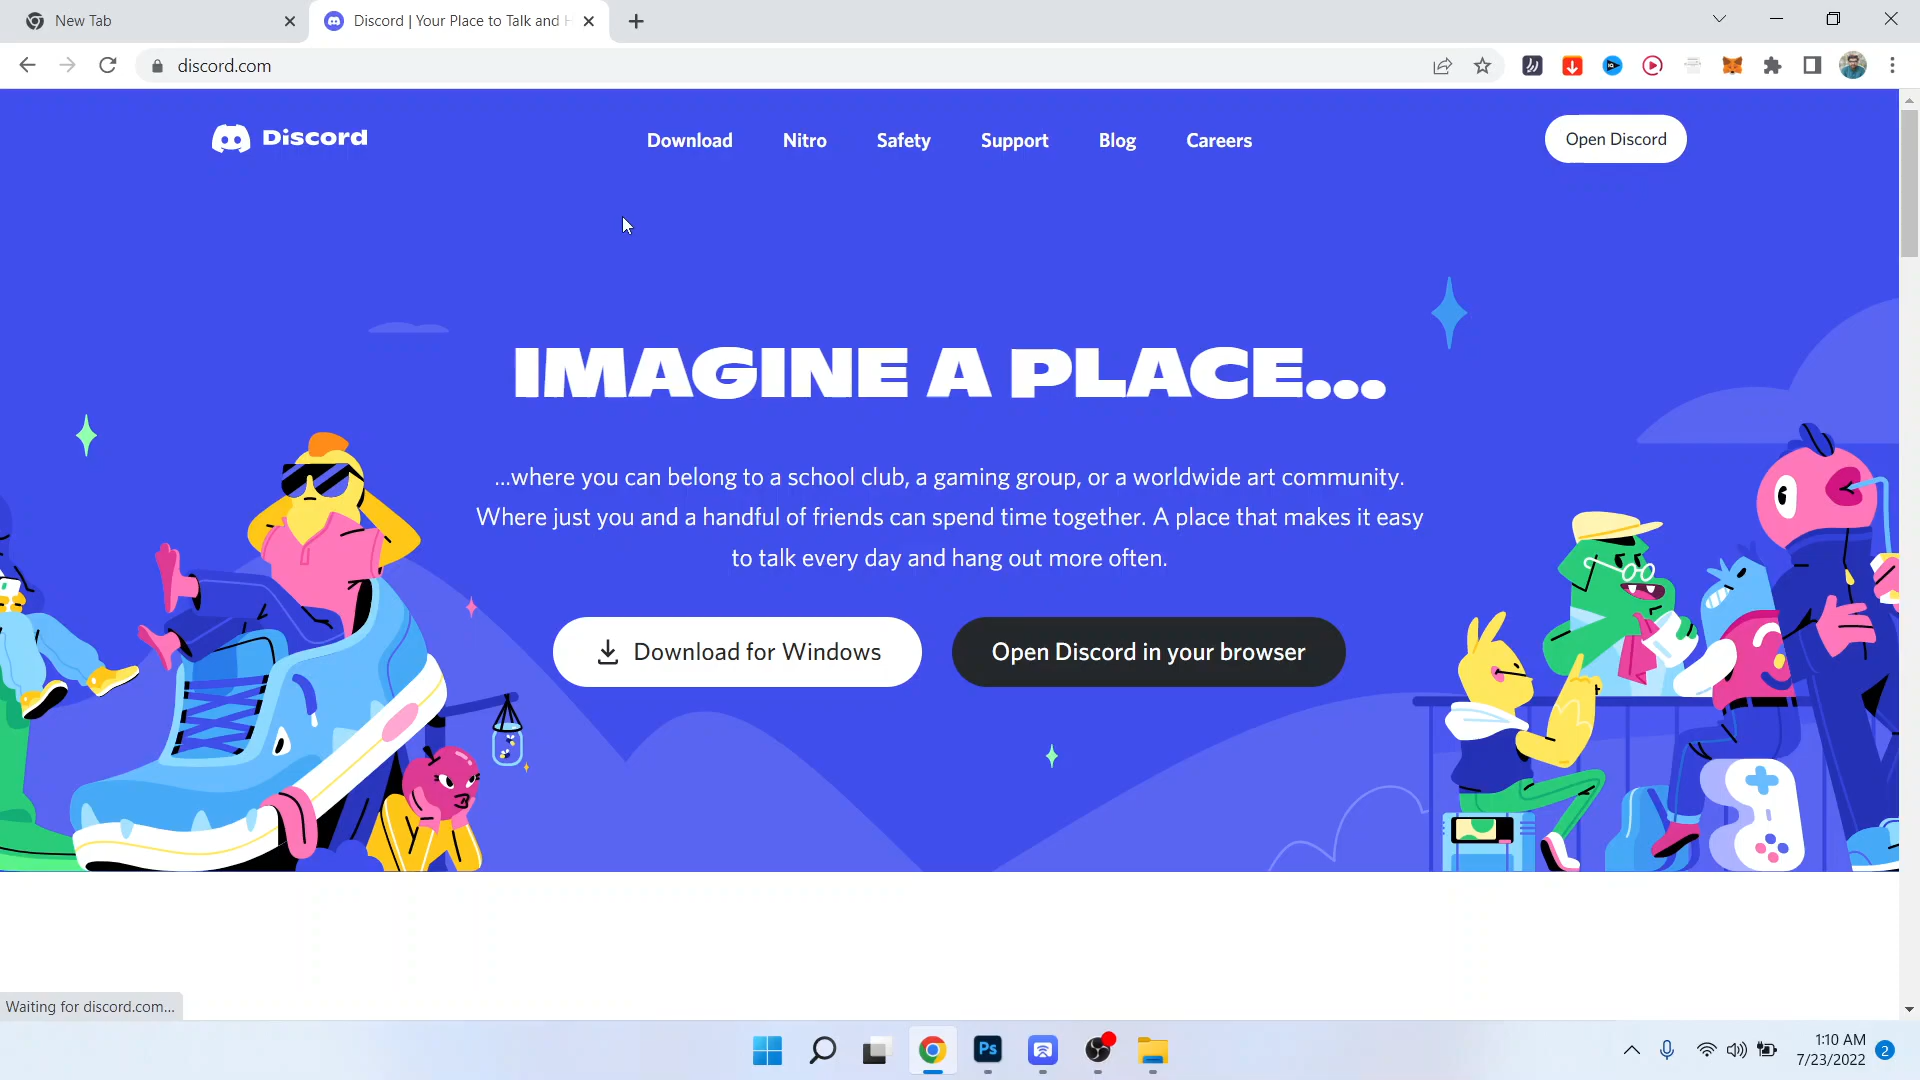 New Tab
Discord | Your Place to Talk and H
discord.com
Discord
Download
Nitro
Safety
Support
Blog
Careers
Open Discord
IMAGINE A PLACE...
...where you can belong to a school club, a gaming group, or a worldwide art community.
Where just you and a handful of friends can spend time together. A place that makes it easy
to talk every day and hang out more often.
Download for Windows
Open Discord in your browser
Waiting for discord.com...
Ps
1:10 AM
7/23/2022
2